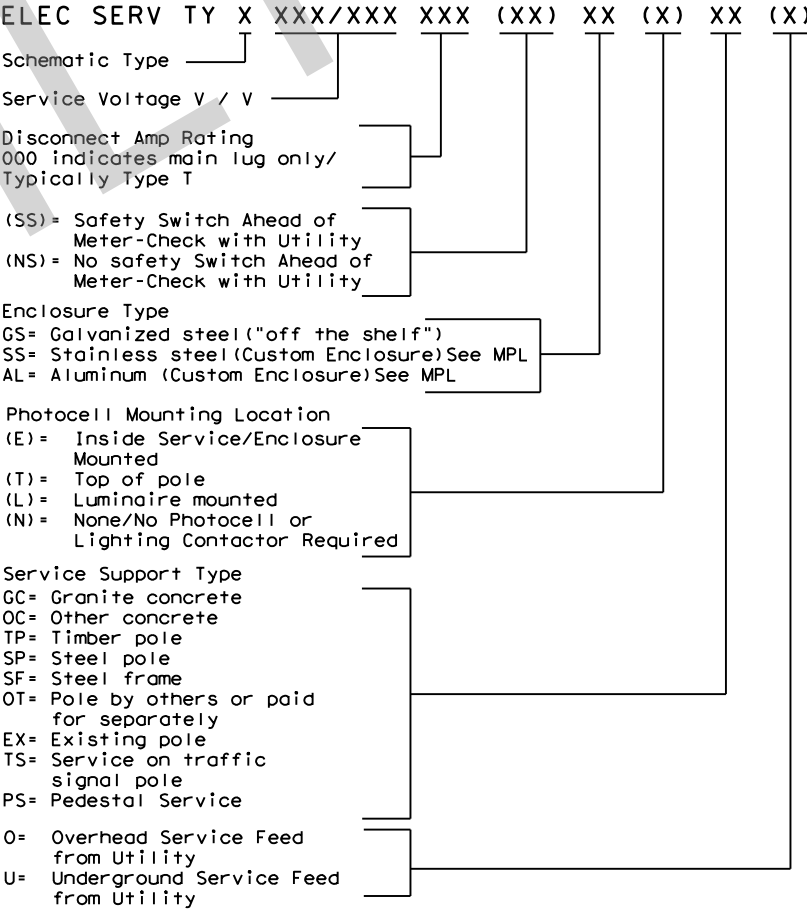 ELEC SERV TY X XXX/XXX XXX (XX) XX (X) XX (X)
Schematic Type
Service Voltage V / V
Disconnect Amp Rating
000 indicates main lug only/
Typically Type T
(SS)= Safety Switch Ahead of
Meter-Check with Utility
(NS)= No safety Switch Ahead of
Meter-Check with Utility
Enclosure Type
GS= Galvanized steel("off the shelf")
SS= Stainless steel(Custom Enclosure)See MPL
AL= Aluminum (Custom Enclosure)See MPL
Photocell Mounting Location
(E)= Inside Service/Enclosure
Mounted
(T)= Top of pole
(L)= Luminaire mounted
(N)= None/No Photocell or
Lighting Contactor Required
Service Support Type
GC= Granite concrete
OC= Other concrete
TP= Timber pole
SP= Steel pole
SF= Steel frame
OT= Pole by others or paid
for separately
EX= Existing pole
TS= Service on traffic
signal pole
PS= Pedestal Service
O= Overhead Service Feed
from Utility
U= Underground Service Feed
from Utility